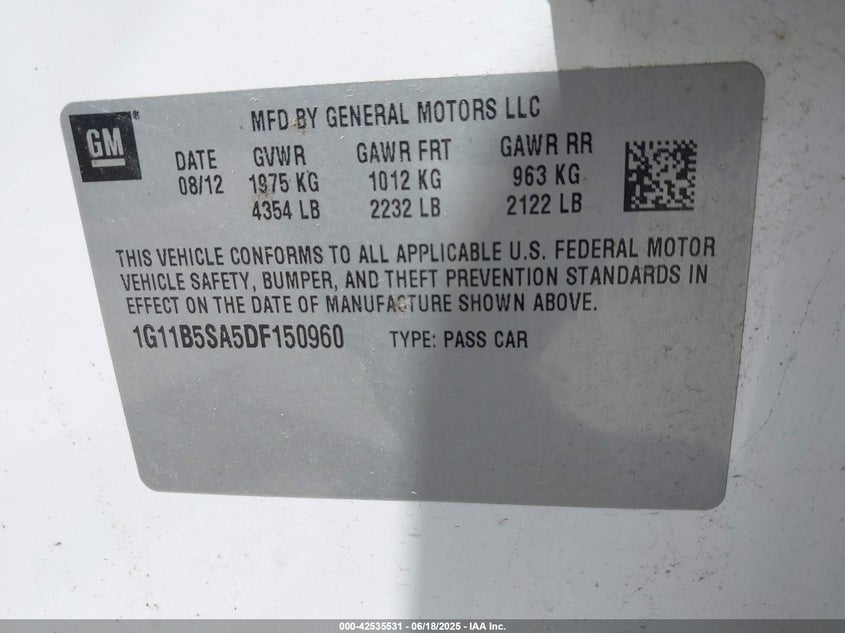 GM ®
MFD BY GENERAL MOTORS LLC
DATE GVWR GAWR FRT GAWR RR
08/12 1975 KG 1012 KG 963 KG
4354 LB 2232 LB 2122 LB
THIS VEHICLE CONFORMS TO ALL APPLICABLE U.S. FEDERAL MOTOR
VEHICLE SAFETY, BUMPER, AND THEFT PREVENTION STANDARDS IN
EFFECT ON THE DATE OF MANUFACTURE SHOWN ABOVE.
1G11B5SA5DF150960 TYPE: PASS CAR
000-42535531 - 06/18/2025 - IAA Inc.